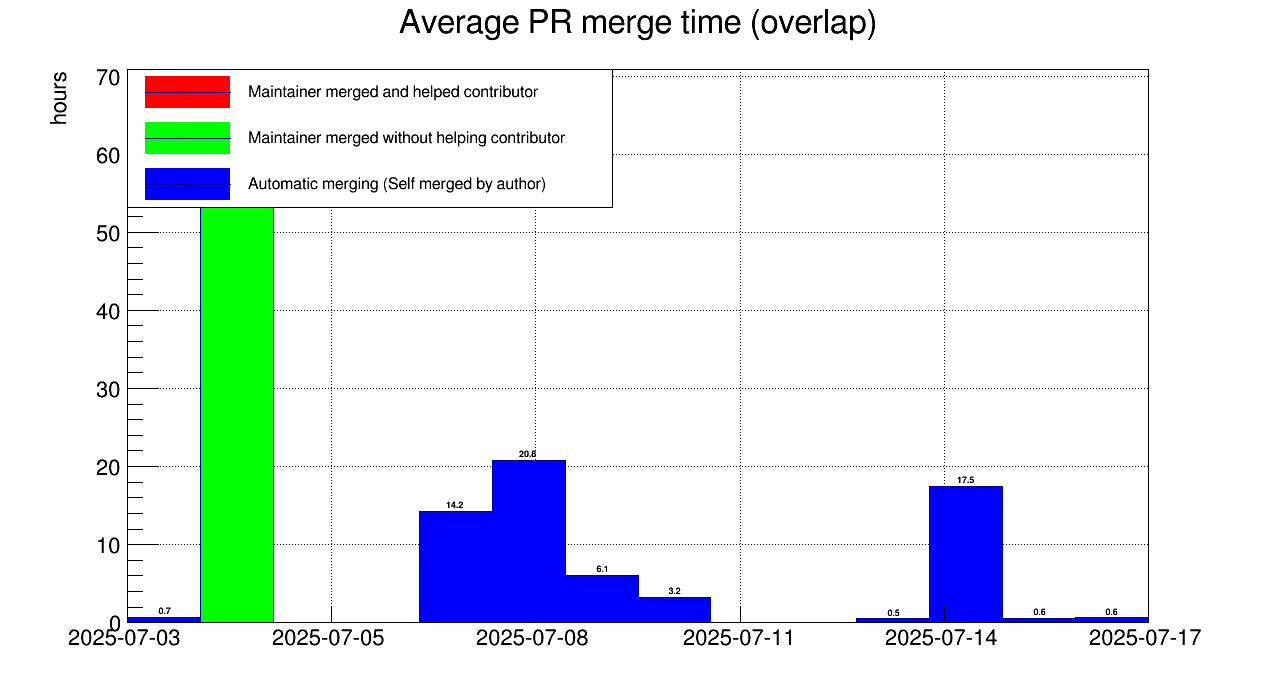 Average PR merge time (overlap)
hours
70
60
50
40
30
20
10
0
Maintainer merged and helped contributor
Maintainer merged without helping contributor
Automatic merging (Self merged by author)
0.7
14.2
20.8
6.1
3.2
0.5
17.5
0.6
0.6
2025-07-03 2025-07-05 2025-07-08 2025-07-11 2025-07-14 2025-07-17